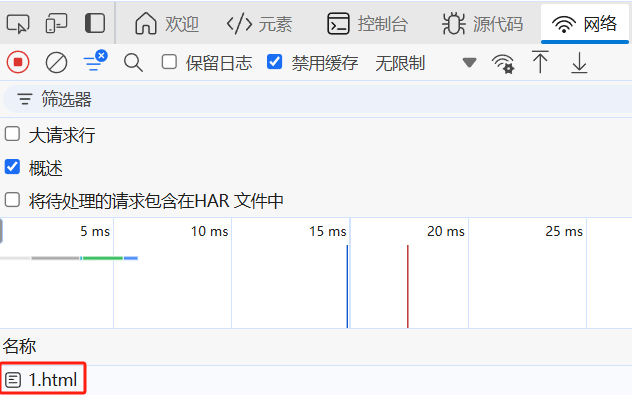 欢迎 元素 控制台 源代码 网络
保留日志 禁用缓存 无限制
筛选器
大请求行
概述
将待处理的请求包含在HAR 文件中
5 ms 10 ms 15 ms 20 ms 25 ms
名称
1.html